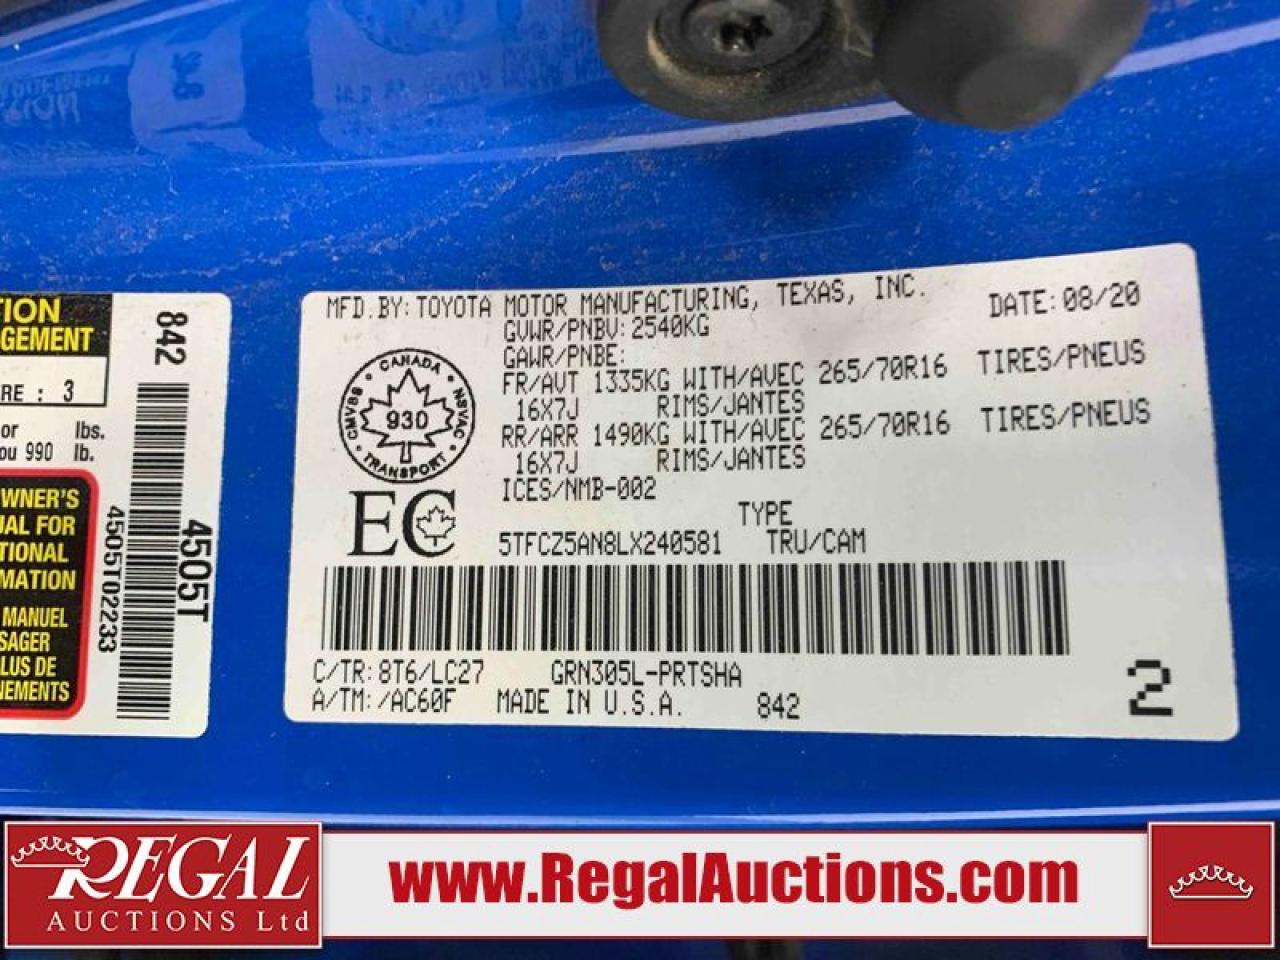 MFD.BY: TOYOTA MOTOR MANUFACTURING, TEXAS, INC.
DATE: 08/20
GVWR/PNBV: 2540KG
GAWR/PNBE:
FR/AVT 1335KG WITH/AVEC 265/70R16 TIRES/PNEUS
16X7J RIMS/JANTES
RR/ARR 1490KG WITH/AVEC 265/70R16 TIRES/PNEUS
16X7J RIMS/JANTES
ICES/NMB-002
CANADA
CMVSS
NSVAC
930
TRANSPORT
EC
TYPE
5TFCZ5AN8LX240581 TRU/CAM
C/TR: 8T6/LC27 GRN305L-PRTSHA
A/TM: /AC60F MADE IN U.S.A. 842
2
TION
GEMENT
RE : 3
or lbs.
ou 990 lb.
WNER'S
UAL FOR
TIONAL
MATION
MANUEL
SAGER
LUS DE
NEMENTS
842
4505T
4505T02233
REGAL
AUCTIONS Ltd
www.RegalAuctions.com